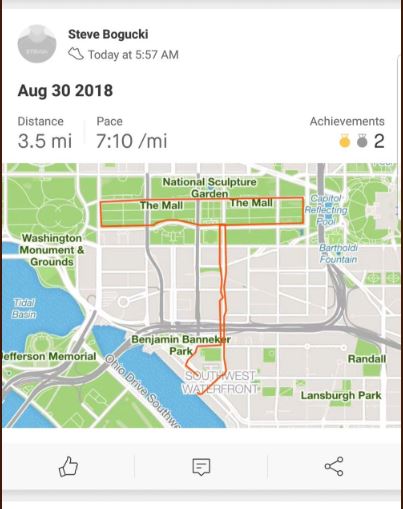 Steve Bogucki
STRAVA
Today at 5:57 AM
Aug 30 2018
Distance
3.5 mi
Pace
7:10 /mi
Achievements
2
National Sculpture
Garden
The Mall
The Mall
Capitol
Reflecting
Pool
Washington
Monument &
Grounds
Bartholdi
Fountain
Tidal
Basin
Benjamin Banneker
Park
Jefferson Memorial
Ohio Drive Southw
Randall
SOUTHWEST
WATERFRONT
Lansburgh Park